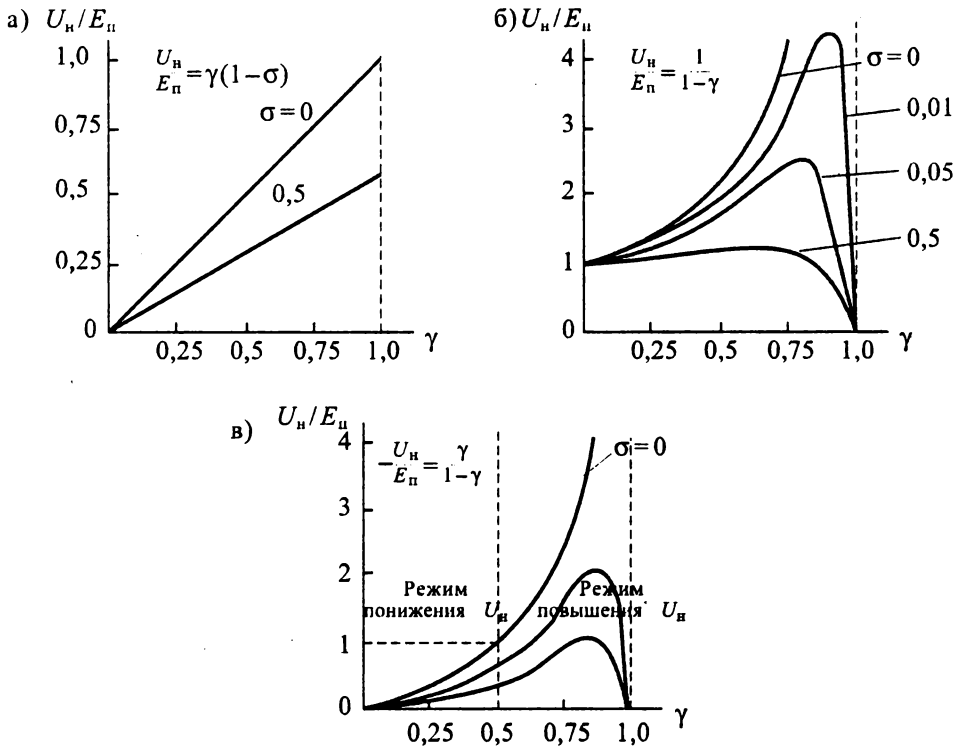 а) Uн/Eп
1,0
0,75
0,5
0,25
0
Uн/Eп = γ(1−σ)
σ=0
0,5
0,25 0,5 0,75 1,0 γ
б) Uн/Eп
4
3
2
1
0
Uн/Eп = 1/1−γ
σ=0
0,01
0,05
0,5
0,25 0,5 0,75 1,0 γ
в) Uн/Eп
4
3
2
1
0
−Uн/Eп = γ/1−γ
σ=0
Режим
понижения Uн
Режим
повышения Uн
0,25 0,5 0,75 1,0 γ